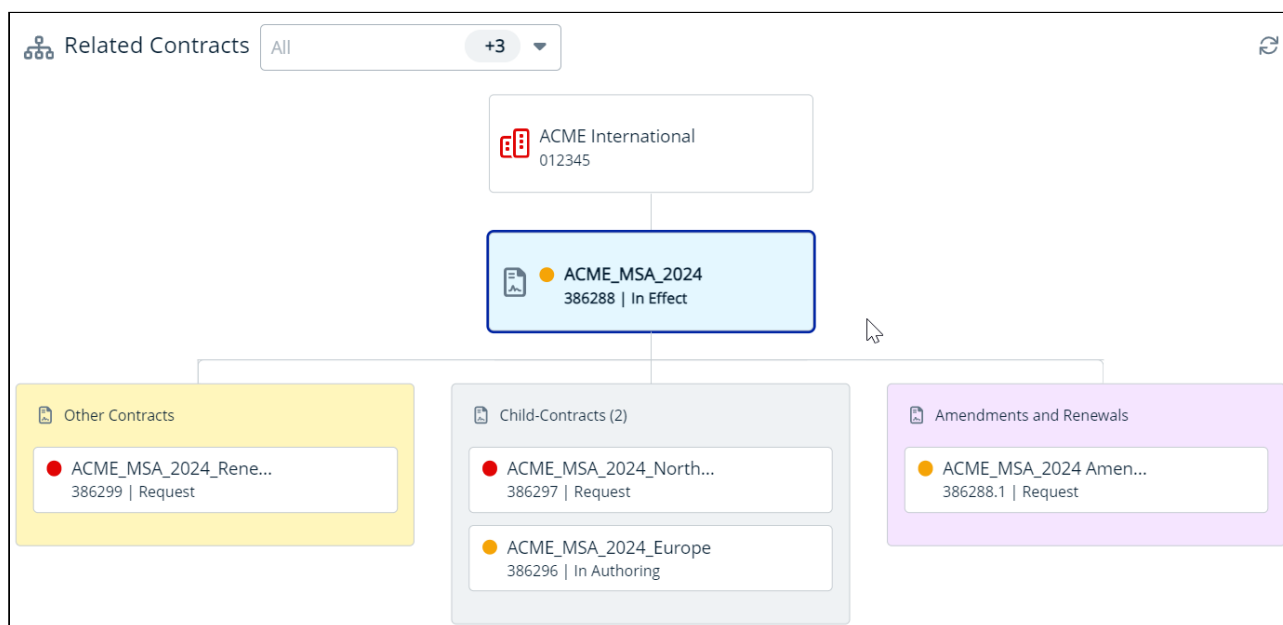 Related Contracts
All
+3
ACME International
012345
ACME_MSA_2024
386288 | In Effect
Other Contracts
ACME_MSA_2024_Rene...
386299 | Request
Child-Contracts (2)
ACME_MSA_2024_North...
386297 | Request
ACME_MSA_2024_Europe
386296 | In Authoring
Amendments and Renewals
ACME_MSA_2024 Amen...
386288.1 | Request